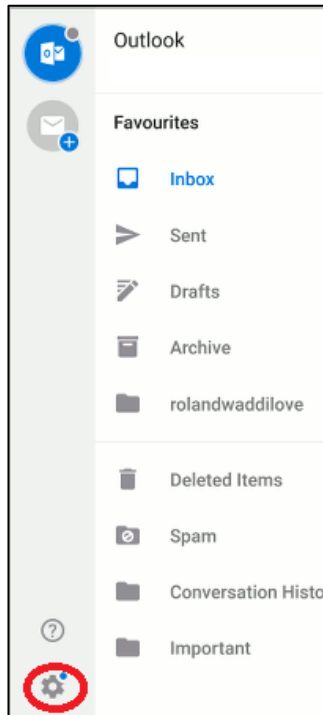 Outlook
Favourites
Inbox
Sent
Drafts
Archive
rolandwaddilove
Deleted Items
Spam
Conversation Histo
Important